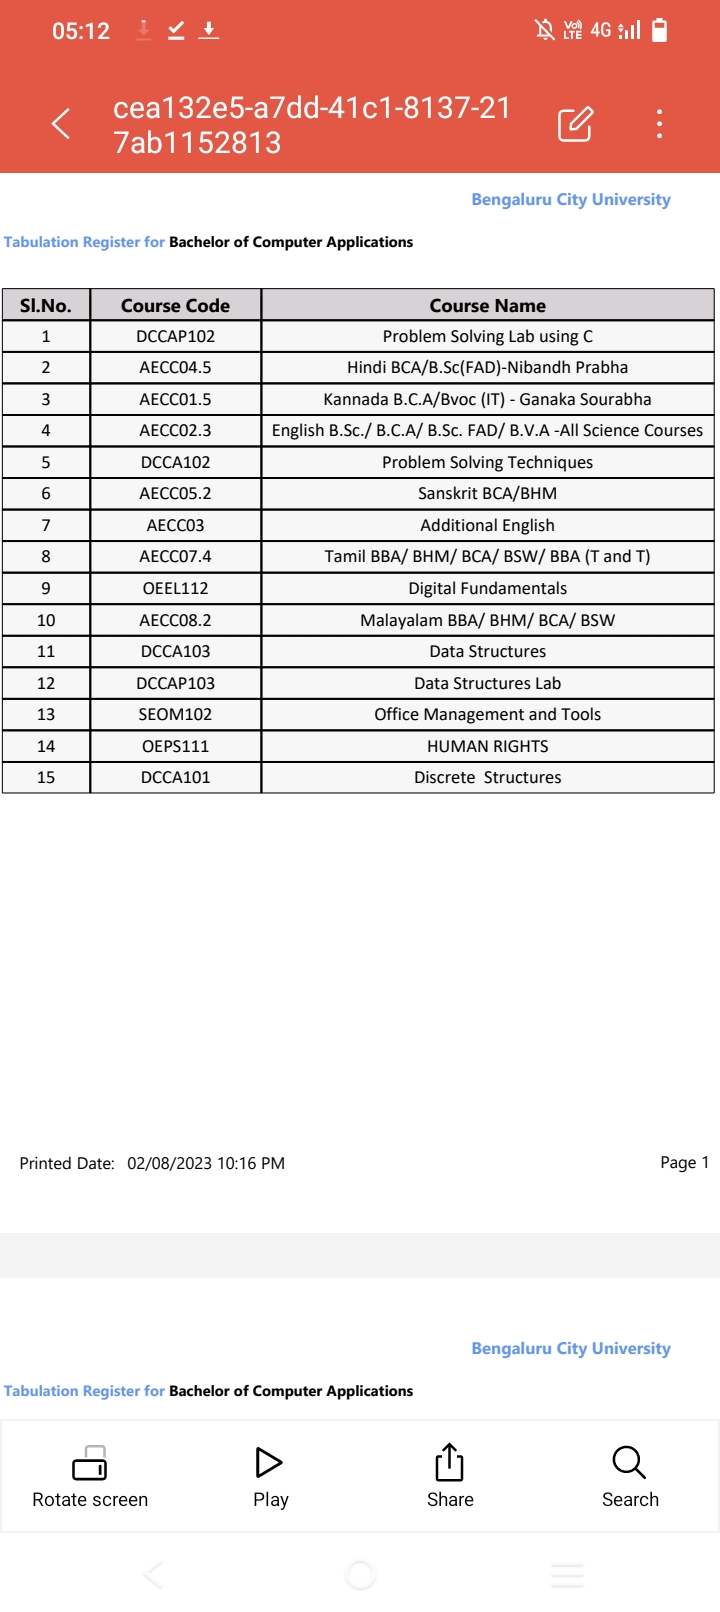 05:12
VoLTE 4G
cea132e5-a7dd-41c1-8137-21
7ab1152813
Bengaluru City University
Tabulation Register for Bachelor of Computer Applications
Sl.No. Course Code Course Name
1 DCCAP102 Problem Solving Lab using C
2 AECC04.5 Hindi BCA/B.Sc(FAD)-Nibandh Prabha
3 AECC01.5 Kannada B.C.A/Bvoc (IT) - Ganaka Sourabha
4 AECC02.3 English B.Sc./ B.C.A/ B.Sc. FAD/ B.V.A -All Science Courses
5 DCCA102 Problem Solving Techniques
6 AECC05.2 Sanskrit BCA/BHM
7 AECC03 Additional English
8 AECC07.4 Tamil BBA/ BHM/ BCA/ BSW/ BBA (T and T)
9 OEEL112 Digital Fundamentals
10 AECC08.2 Malayalam BBA/ BHM/ BCA/ BSW
11 DCCA103 Data Structures
12 DCCAP103 Data Structures Lab
13 SEOM102 Office Management and Tools
14 OEPS111 HUMAN RIGHTS
15 DCCA101 Discrete  Structures
Printed Date: 02/08/2023 10:16 PM Page 1
Bengaluru City University
Tabulation Register for Bachelor of Computer Applications
Rotate screen Play Share Search